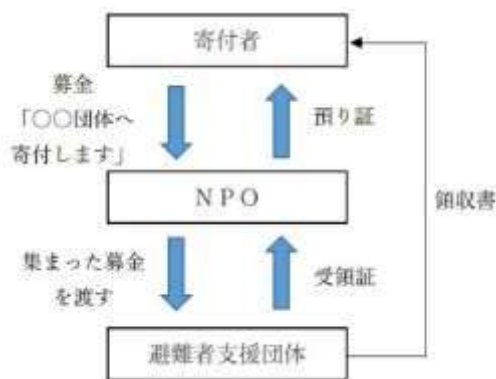 寄付者
募金
「〇〇団体へ
寄付します」
預り証
NPO
領収書
集まった募金
を渡す
受領証
避難者支援団体